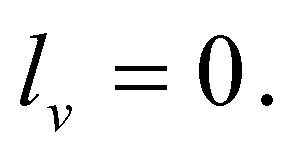 l_v = 0.